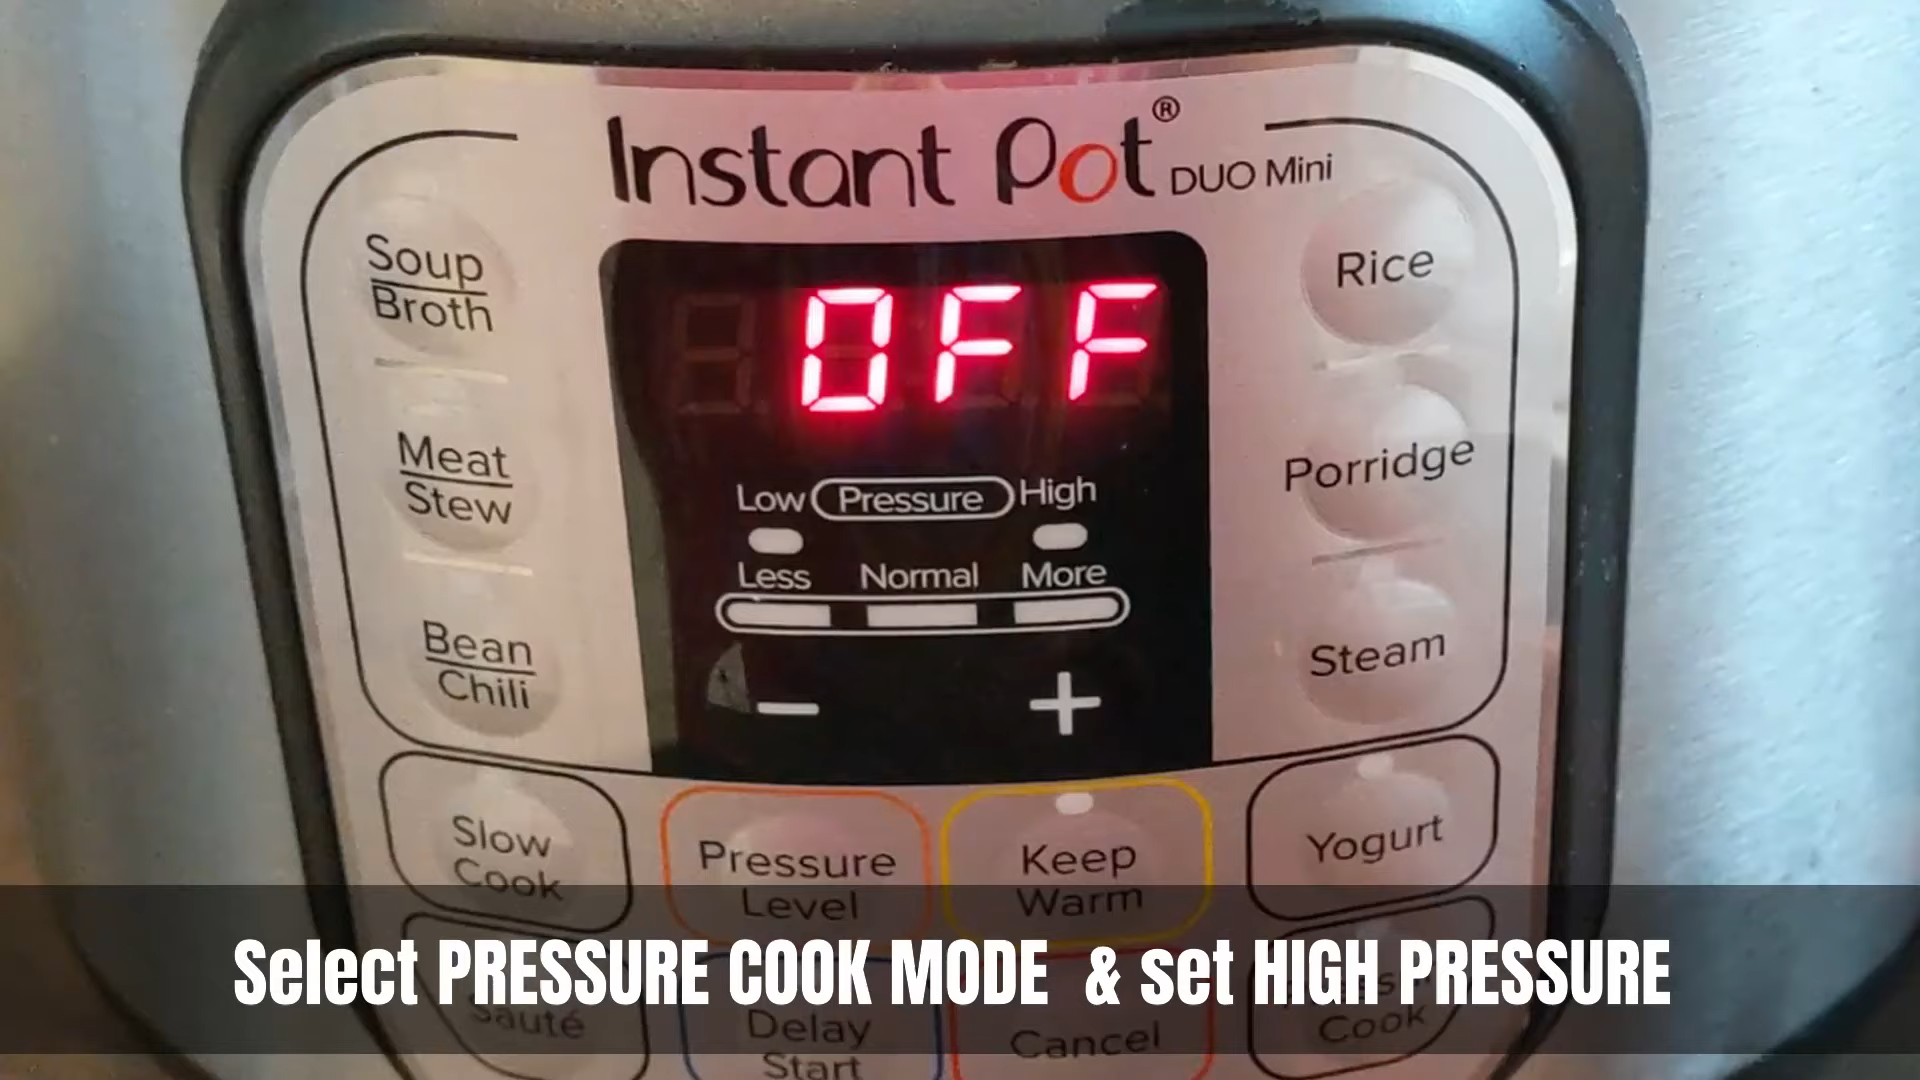 Instant Pot® DUO Mini
Soup
Broth
Meat
Stew
Bean
Chili
OFF
Low Pressure High
Less Normal More
− +
Rice
Porridge
Steam
Slow
Cook
Pressure
Level
Keep
Warm
Yogurt
Sauté
Delay
Start
Cancel
Cook
Select PRESSURE COOK MODE & set HIGH PRESSURE